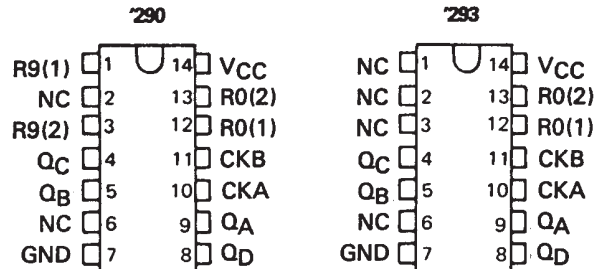 '290 '293
R9(1) 1 14 VCC NC 1 14 VCC
NC 2 13 R0(2) NC 2 13 R0(2)
R9(2) 3 12 R0(1) NC 3 12 R0(1)
QC 4 11 CKB QC 4 11 CKB
QB 5 10 CKA QB 5 10 CKA
NC 6 9 QA NC 6 9 QA
GND 7 8 QD GND 7 8 QD